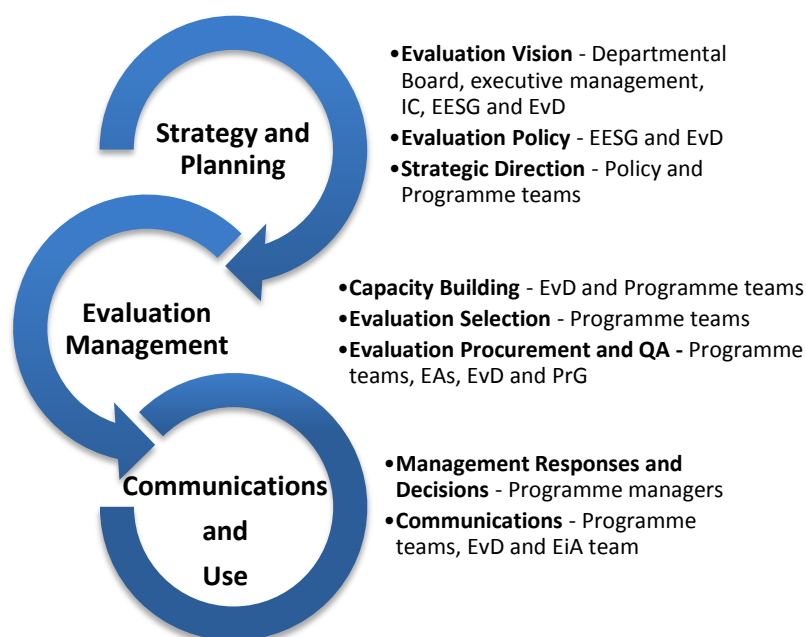 Strategy and
Planning
•Evaluation Vision - Departmental
Board, executive management,
IC, EESG and EvD
•Evaluation Policy - EESG and EvD
•Strategic Direction - Policy and
Programme teams
Evaluation
Management
•Capacity Building - EvD and Programme teams
•Evaluation Selection - Programme teams
•Evaluation Procurement and QA - Programme
teams, EAs, EvD and PrG
Communications
and
Use
•Management Responses and
Decisions - Programme managers
•Communications - Programme
teams, EvD and EiA team